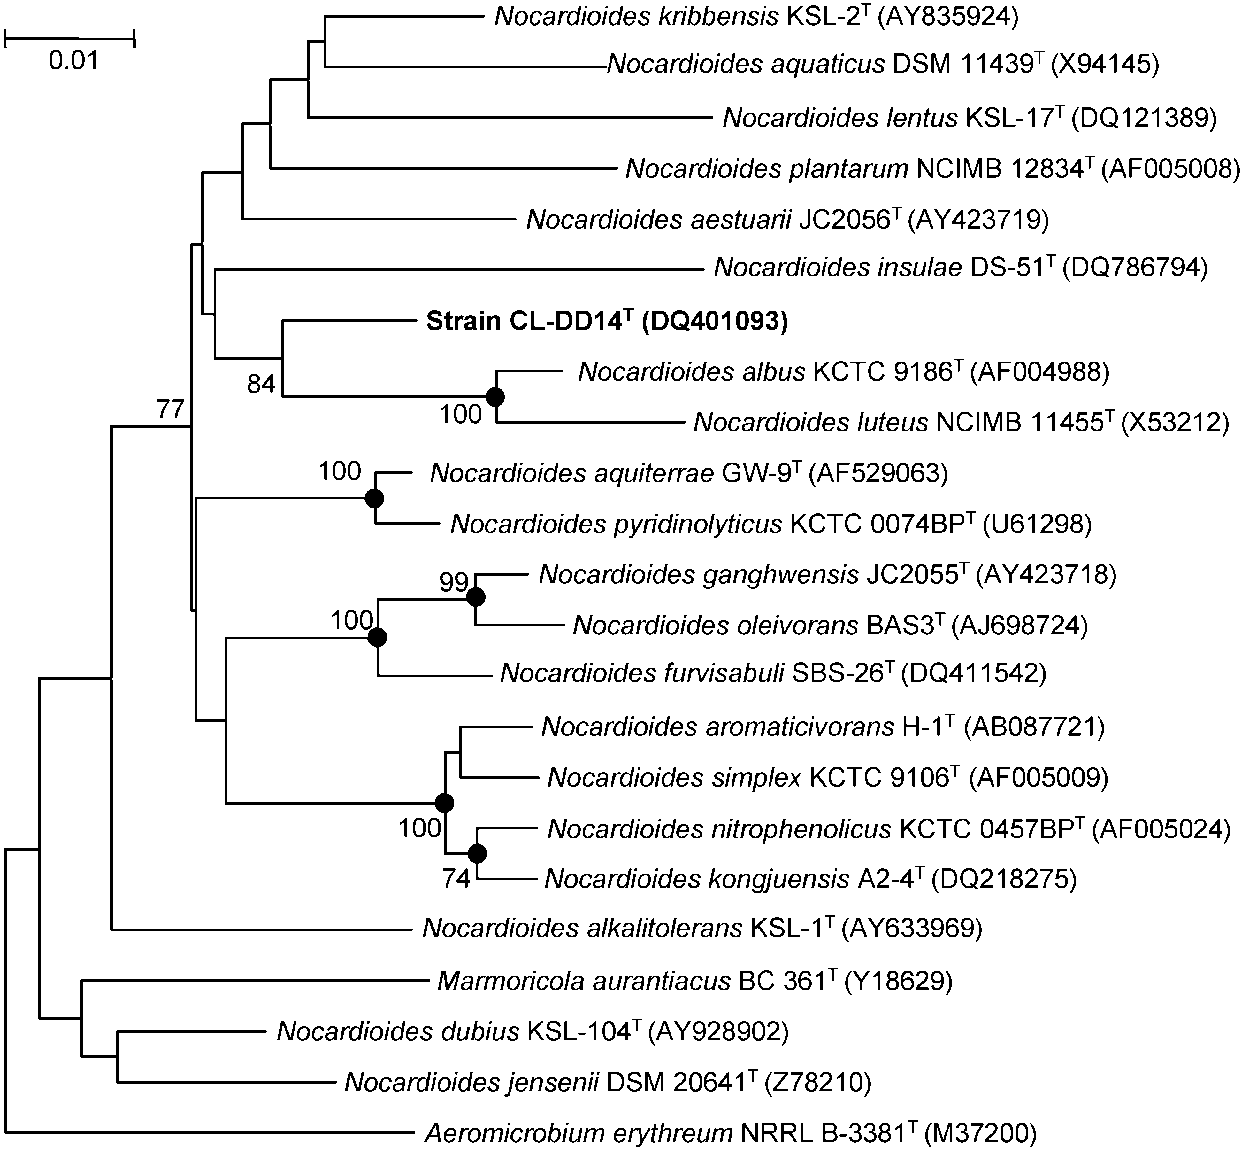 Nocardioides kribbensis KSL-2ᵀ (AY835924)
0.01
Nocardioides aquaticus DSM 11439ᵀ (X94145)
Nocardioides lentus KSL-17ᵀ (DQ121389)
Nocardioides plantarum NCIMB 12834ᵀ (AF005008)
Nocardioides aestuarii JC2056ᵀ (AY423719)
Nocardioides insulae DS-51ᵀ (DQ786794)
Strain CL-DD14ᵀ (DQ401093)
Nocardioides albus KCTC 9186ᵀ (AF004988)
84
77
100
Nocardioides luteus NCIMB 11455ᵀ (X53212)
100
Nocardioides aquiterrae GW-9ᵀ (AF529063)
Nocardioides pyridinolyticus KCTC 0074BPᵀ (U61298)
99
Nocardioides ganghwensis JC2055ᵀ (AY423718)
100
Nocardioides oleivorans BAS3ᵀ (AJ698724)
Nocardioides furvisabuli SBS-26ᵀ (DQ411542)
Nocardioides aromaticivorans H-1ᵀ (AB087721)
Nocardioides simplex KCTC 9106ᵀ (AF005009)
100
Nocardioides nitrophenolicus KCTC 0457BPᵀ (AF005024)
74
Nocardioides kongjuensis A2-4ᵀ (DQ218275)
Nocardioides alkalitolerans KSL-1ᵀ (AY633969)
Marmoricola aurantiacus BC 361ᵀ (Y18629)
Nocardioides dubius KSL-104ᵀ (AY928902)
Nocardioides jensenii DSM 20641ᵀ (Z78210)
Aeromicrobium erythreum NRRL B-3381ᵀ (M37200)